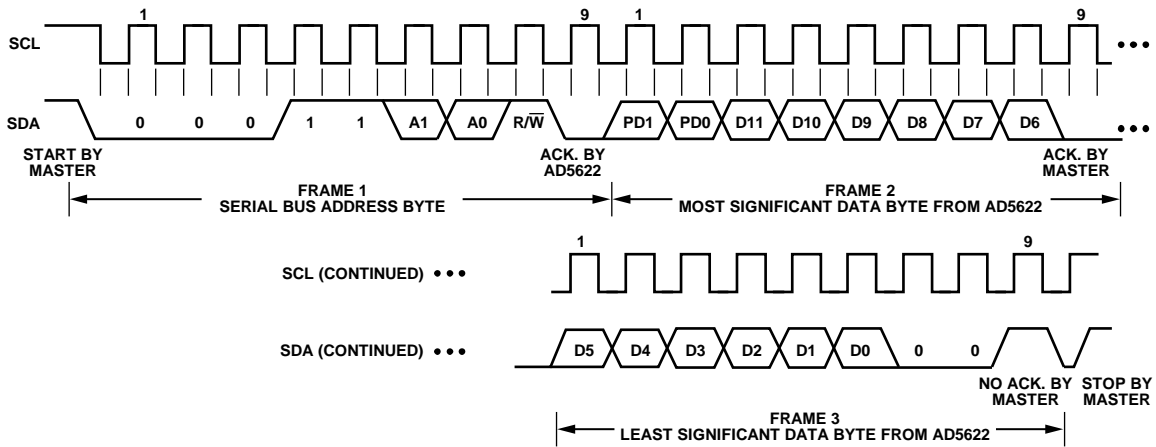 1 9 1 9
SCL
SDA 0 0 0 1 1 A1 A0 R/W̅ PD1 PD0 D11 D10 D9 D8 D7 D6
START BY
MASTER
ACK. BY
AD5622
ACK. BY
MASTER
FRAME 1
SERIAL BUS ADDRESS BYTE
FRAME 2
MOST SIGNIFICANT DATA BYTE FROM AD5622
1 9
SCL (CONTINUED)
SDA (CONTINUED) D5 D4 D3 D2 D1 D0 0 0
NO ACK. BY
MASTER
STOP BY
MASTER
FRAME 3
LEAST SIGNIFICANT DATA BYTE FROM AD5622